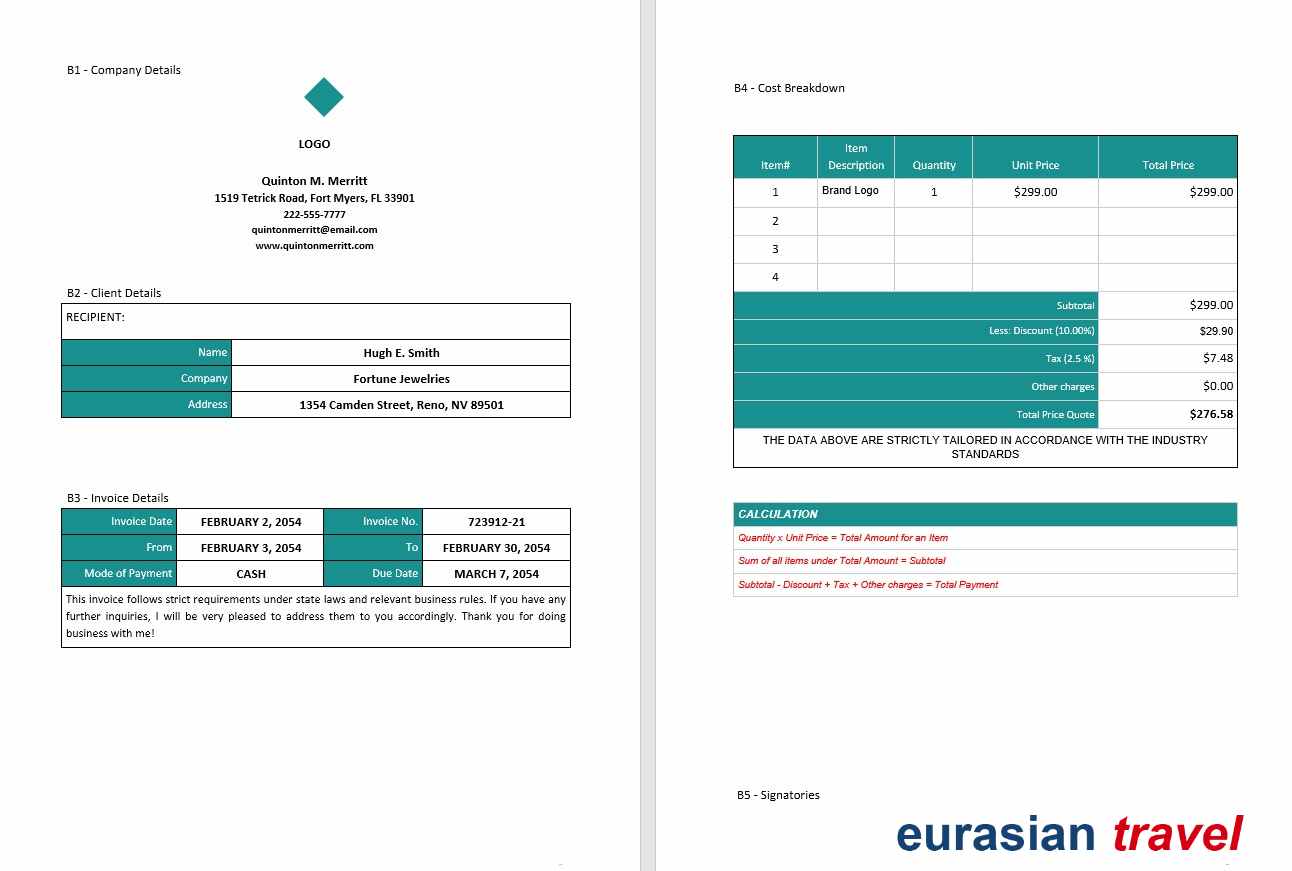 B1 - Company Details
LOGO
Quinton M. Merritt
1519 Tetrick Road, Fort Myers, FL 33901
222-555-7777
quintonmerritt@email.com
www.quintonmerritt.com
B2 - Client Details
RECIPIENT:
Name Hugh E. Smith
Company Fortune Jewelries
Address 1354 Camden Street, Reno, NV 89501
B3 - Invoice Details
Invoice Date FEBRUARY 2, 2054 Invoice No. 723912-21
From FEBRUARY 3, 2054 To FEBRUARY 30, 2054
Mode of Payment CASH Due Date MARCH 7, 2054
This invoice follows strict requirements under state laws and relevant business rules. If you have any
further inquiries, I will be very pleased to address them to you accordingly. Thank you for doing
business with me!
B4 - Cost Breakdown
Item# Item Description Quantity Unit Price Total Price
1 Brand Logo 1 $299.00 $299.00
2
3
4
Subtotal $299.00
Less: Discount (10.00%) $29.90
Tax (2.5 %) $7.48
Other charges $0.00
Total Price Quote $276.58
THE DATA ABOVE ARE STRICTLY TAILORED IN ACCORDANCE WITH THE INDUSTRY
STANDARDS
CALCULATION
Quantity x Unit Price = Total Amount for an Item
Sum of all items under Total Amount = Subtotal
Subtotal - Discount + Tax + Other charges = Total Payment
B5 - Signatories
eurasian travel